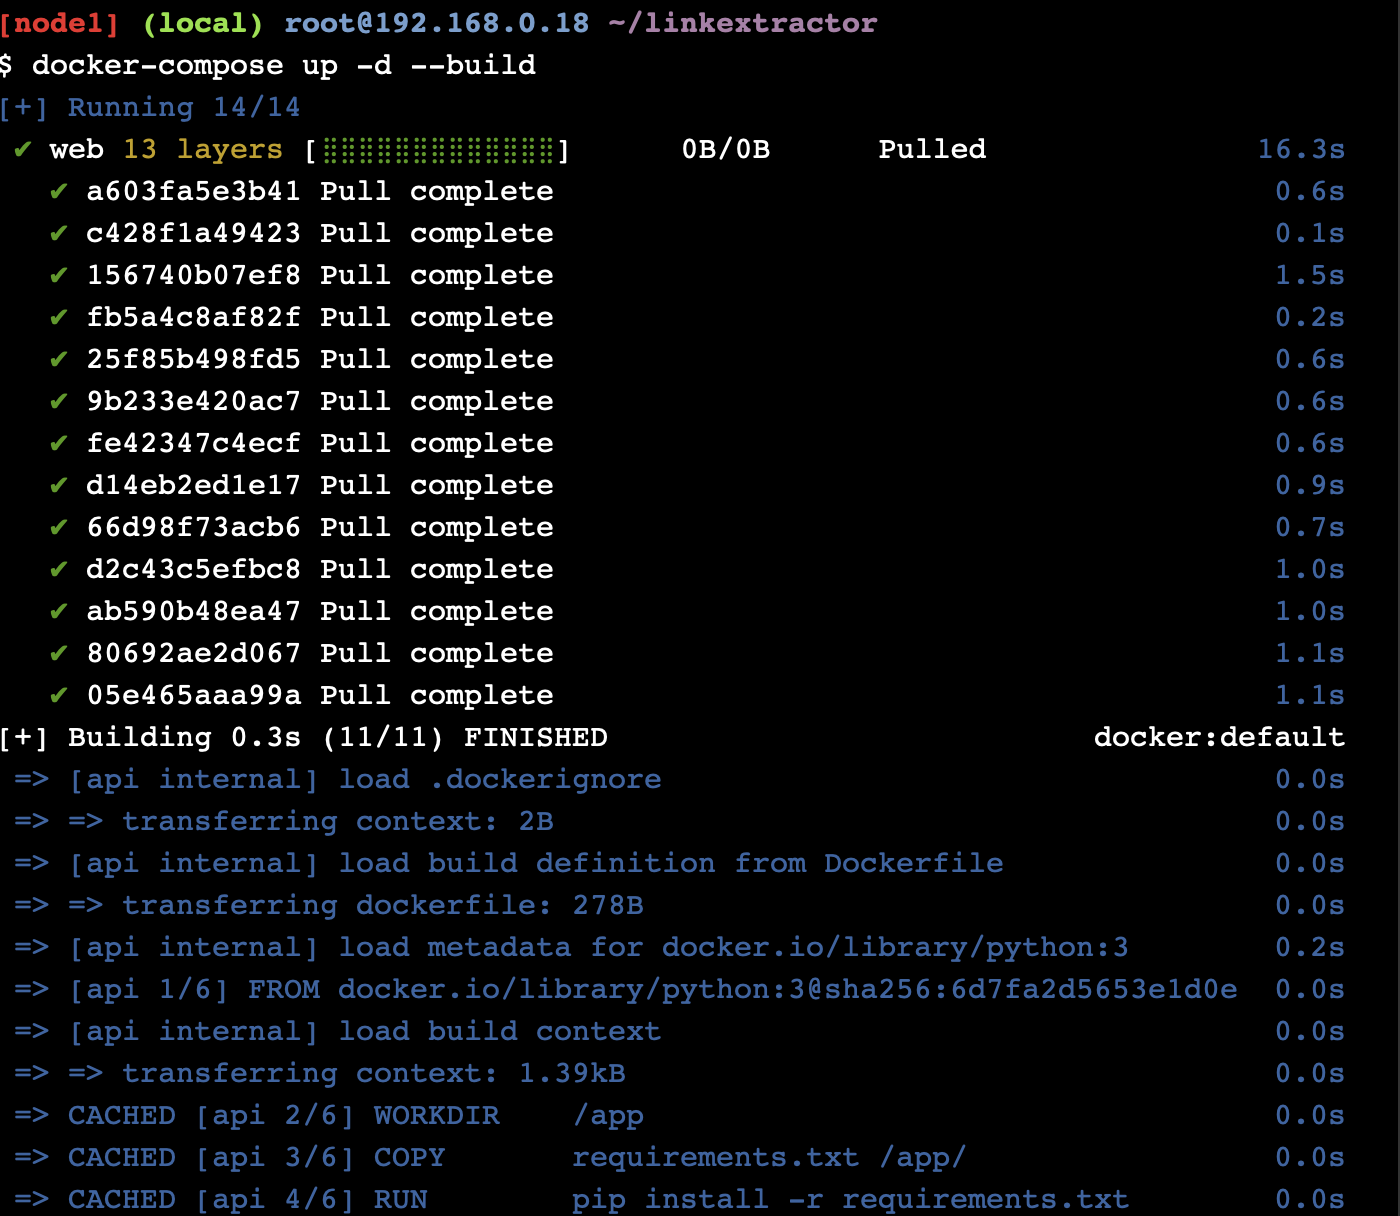 [node1] (local) root@192.168.0.18 ~/linkextractor
$ docker-compose up -d --build
[+] Running 14/14
✔ web 13 layers [⣿⣿⣿⣿⣿⣿⣿⣿⣿⣿⣿⣿⣿] 0B/0B Pulled 16.3s
✔ a603fa5e3b41 Pull complete 0.6s
✔ c428f1a49423 Pull complete 0.1s
✔ 156740b07ef8 Pull complete 1.5s
✔ fb5a4c8af82f Pull complete 0.2s
✔ 25f85b498fd5 Pull complete 0.6s
✔ 9b233e420ac7 Pull complete 0.6s
✔ fe42347c4ecf Pull complete 0.6s
✔ d14eb2ed1e17 Pull complete 0.9s
✔ 66d98f73acb6 Pull complete 0.7s
✔ d2c43c5efbc8 Pull complete 1.0s
✔ ab590b48ea47 Pull complete 1.0s
✔ 80692ae2d067 Pull complete 1.1s
✔ 05e465aaa99a Pull complete 1.1s
[+] Building 0.3s (11/11) FINISHED docker:default
=> [api internal] load .dockerignore 0.0s
=> => transferring context: 2B 0.0s
=> [api internal] load build definition from Dockerfile 0.0s
=> => transferring dockerfile: 278B 0.0s
=> [api internal] load metadata for docker.io/library/python:3 0.2s
=> [api 1/6] FROM docker.io/library/python:3@sha256:6d7fa2d5653e1d0e 0.0s
=> [api internal] load build context 0.0s
=> => transferring context: 1.39kB 0.0s
=> CACHED [api 2/6] WORKDIR /app 0.0s
=> CACHED [api 3/6] COPY requirements.txt /app/ 0.0s
=> CACHED [api 4/6] RUN pip install -r requirements.txt 0.0s